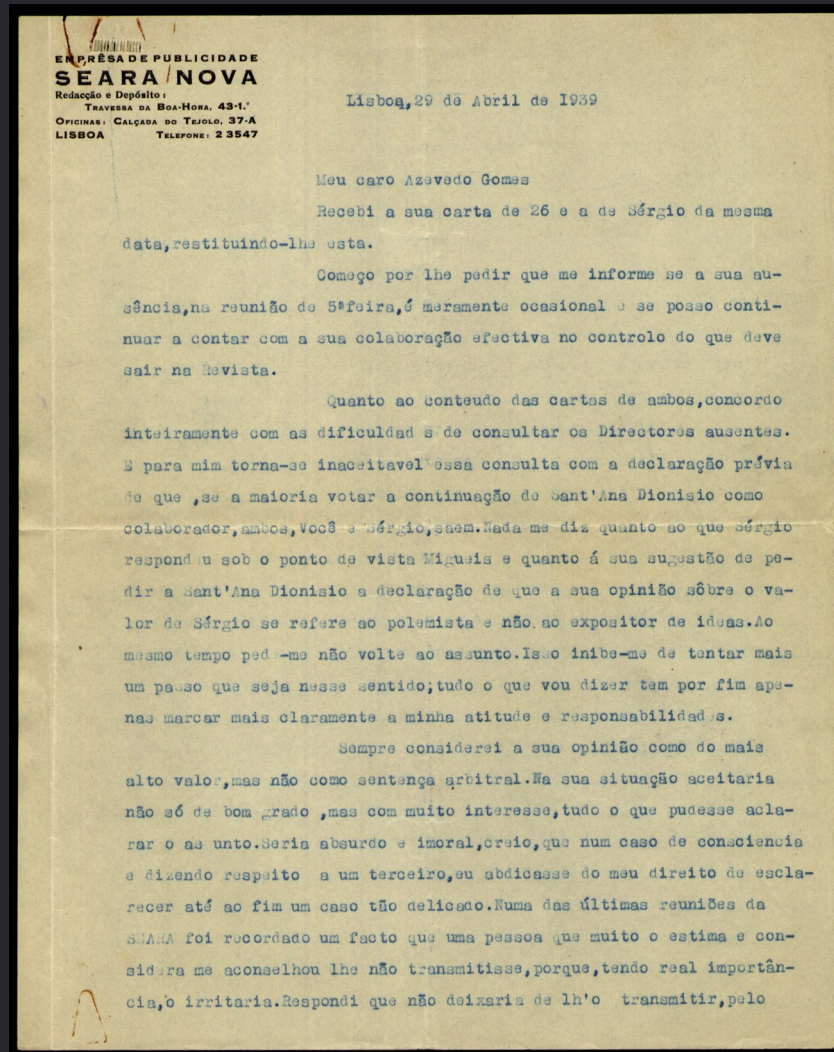 EMPRÊSA DE PUBLICIDADE
SEARA NOVA
Redacção e Depósito:
TRAVESSA DA BOA-HORA, 43-1.°
OFICINAS: CALÇADA DO TEJOLO, 37-A
LISBOA TELEFONE: 2 3547
Lisboa,29 de Abril de 1939
Meu caro Azevedo Gomes
Recebi a sua carta de 26 e a de Sérgio da mesma
data,restituindo-lhe esta.
Começo por lhe pedir que me informe se a sua au-
sência,na reunião de 5ªfeira,é meramente ocasional e se posso conti-
nuar a contar com a sua colaboração efectiva no controlo do que deve
sair na Revista.
Quanto ao conteudo das cartas de ambos,concordo
inteiramente com as dificuldad s de consultar os Directores ausentes.
E para mim torna-se inaceitavel essa consulta com a declaração prévia
de que ,se a maioria votar a continuação de Sant'Ana Dionisio como
colaborador,ambos,Você e Sérgio,saem.Nada me diz quanto ao que Sérgio
respond u sob o ponto de vista Migueis e quanto á sua sugestão de pe-
dir a Sant'Ana Dionisio a declaração de que a sua opinião sôbre o va-
lor de Sérgio se refere ao polemista e não ao expositor de ideas.Ao
mesmo tempo ped -me não volte ao assunto.Isso inibe-me de tentar mais
um passo que seja nesse sentido;tudo o que vou dizer tem por fim ape-
nas marcar mais claramente a minha atitude e responsabilidades.
Sempre considerei a sua opinião como do mais
alto valor,mas não como sentença arbitral.Na sua situação aceitaria
não só de bom grado ,mas com muito interesse,tudo o que pudesse acla-
rar o as unto.Seria absurdo e imoral,creio,que num caso de consciencia
e dizendo respeito a um terceiro,eu abdicasse do meu direito de escla-
recer até ao fim um caso tão delicado.Numa das últimas reuniões da
SEARA foi recordado um facto que uma pessoa que muito o estima e con-
sidera me aconselhou lhe não transmitisse,porque,tendo real importân-
cia,o irritaria.Respondi que não deixaria de lh'o transmitir,pelo